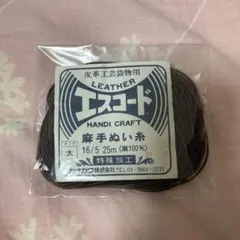 皮革工芸袋物用
LEATHER
エスコード
HANDI CRAFT
麻手ぬい糸
太
16/5 25m (麻100%)
特殊加工